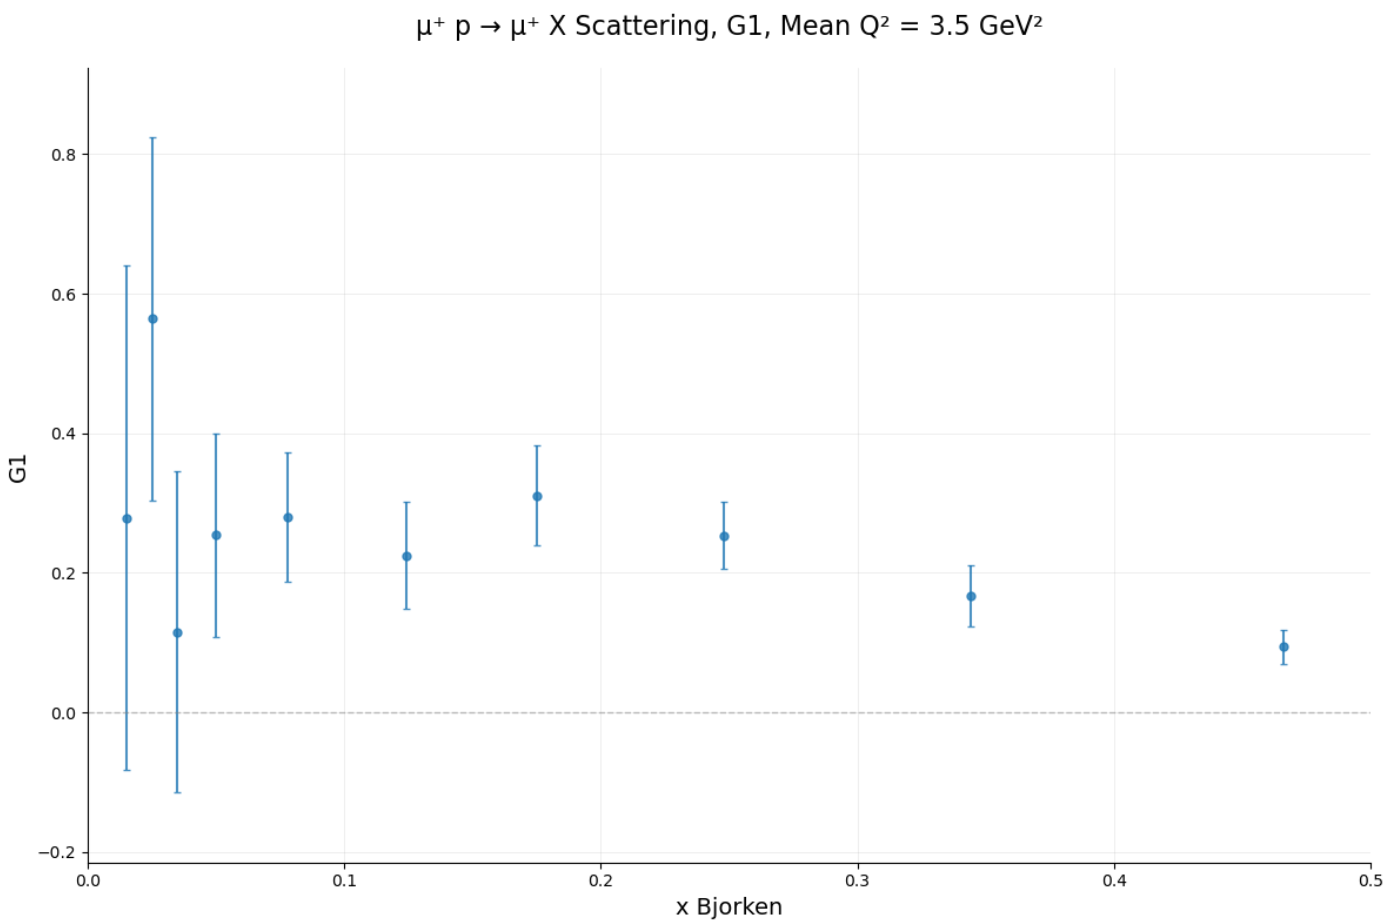 μ⁺ p → μ⁺ X Scattering, G1, Mean Q² = 3.5 GeV²
G1
0.8
0.6
0.4
0.2
0.0
−0.2
0.0 0.1 0.2 0.3 0.4 0.5
x Bjorken